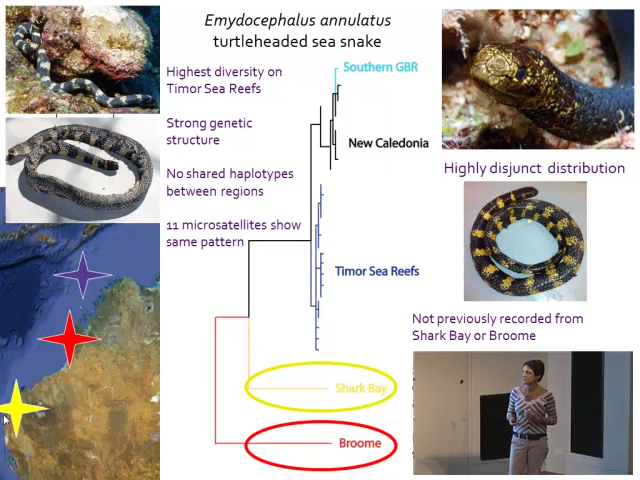 Emydocephalus annulatus
turtleheaded sea snake
Highest diversity on
Timor Sea Reefs
Strong genetic
structure
No shared haplotypes
between regions
11 microsatellites show
same pattern
Southern GBR
New Caledonia
Timor Sea Reefs
Shark Bay
Broome
Highly disjunct distribution
Not previously recorded from
Shark Bay or Broome